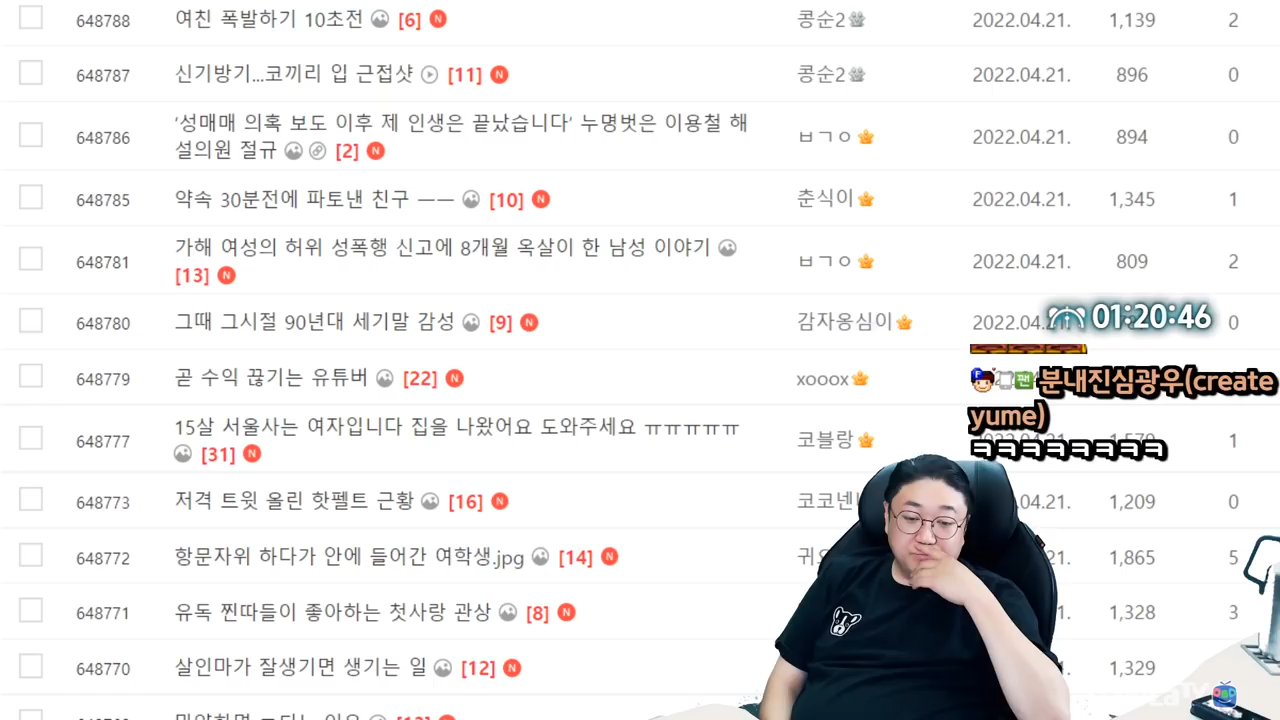 648788 여친 폭발하기 10초전 [6] N 콩순2 2022.04.21. 1,139 2
648787 신기방기...코끼리 입 근접샷 [11] N 콩순2 2022.04.21. 896 0
648786 ‘성매매 의혹 보도 이후 제 인생은 끝났습니다’ 누명벗은 이용철 해 ㅂㄱㅇ 2022.04.21. 894 0
설의원 절규 [2] N
648785 약속 30분전에 파토낸 친구 ㅡㅡ [10] N 춘식이 2022.04.21. 1,345 1
648781 가해 여성의 허위 성폭행 신고에 8개월 옥살이 한 남성 이야기 ㅂㄱㅇ 2022.04.21. 809 2
[13] N
648780 그때 그시절 90년대 세기말 감성 [9] N 감자옹심이 0
01:20:46
648779 곧 수익 끊기는 유튜버 [22] N xooox
팬 분내진심광우(create
yume)
ㅋㅋㅋㅋㅋㅋㅋㅋ
648777 15살 서울사는 여자입니다 집을 나왔어요 도와주세요 ㅠㅠㅠㅠㅠ 코블랑 1
[31] N
648773 저격 트윗 올린 핫펠트 근황 [16] N 1,209 0
648772 항문자위 하다가 안에 들어간 여학생.jpg [14] N 1,865 5
648771 유독 찐따들이 좋아하는 첫사랑 관상 [8] N 1,328 3
648770 살인마가 잘생기면 생기는 일 [12] N 1,329